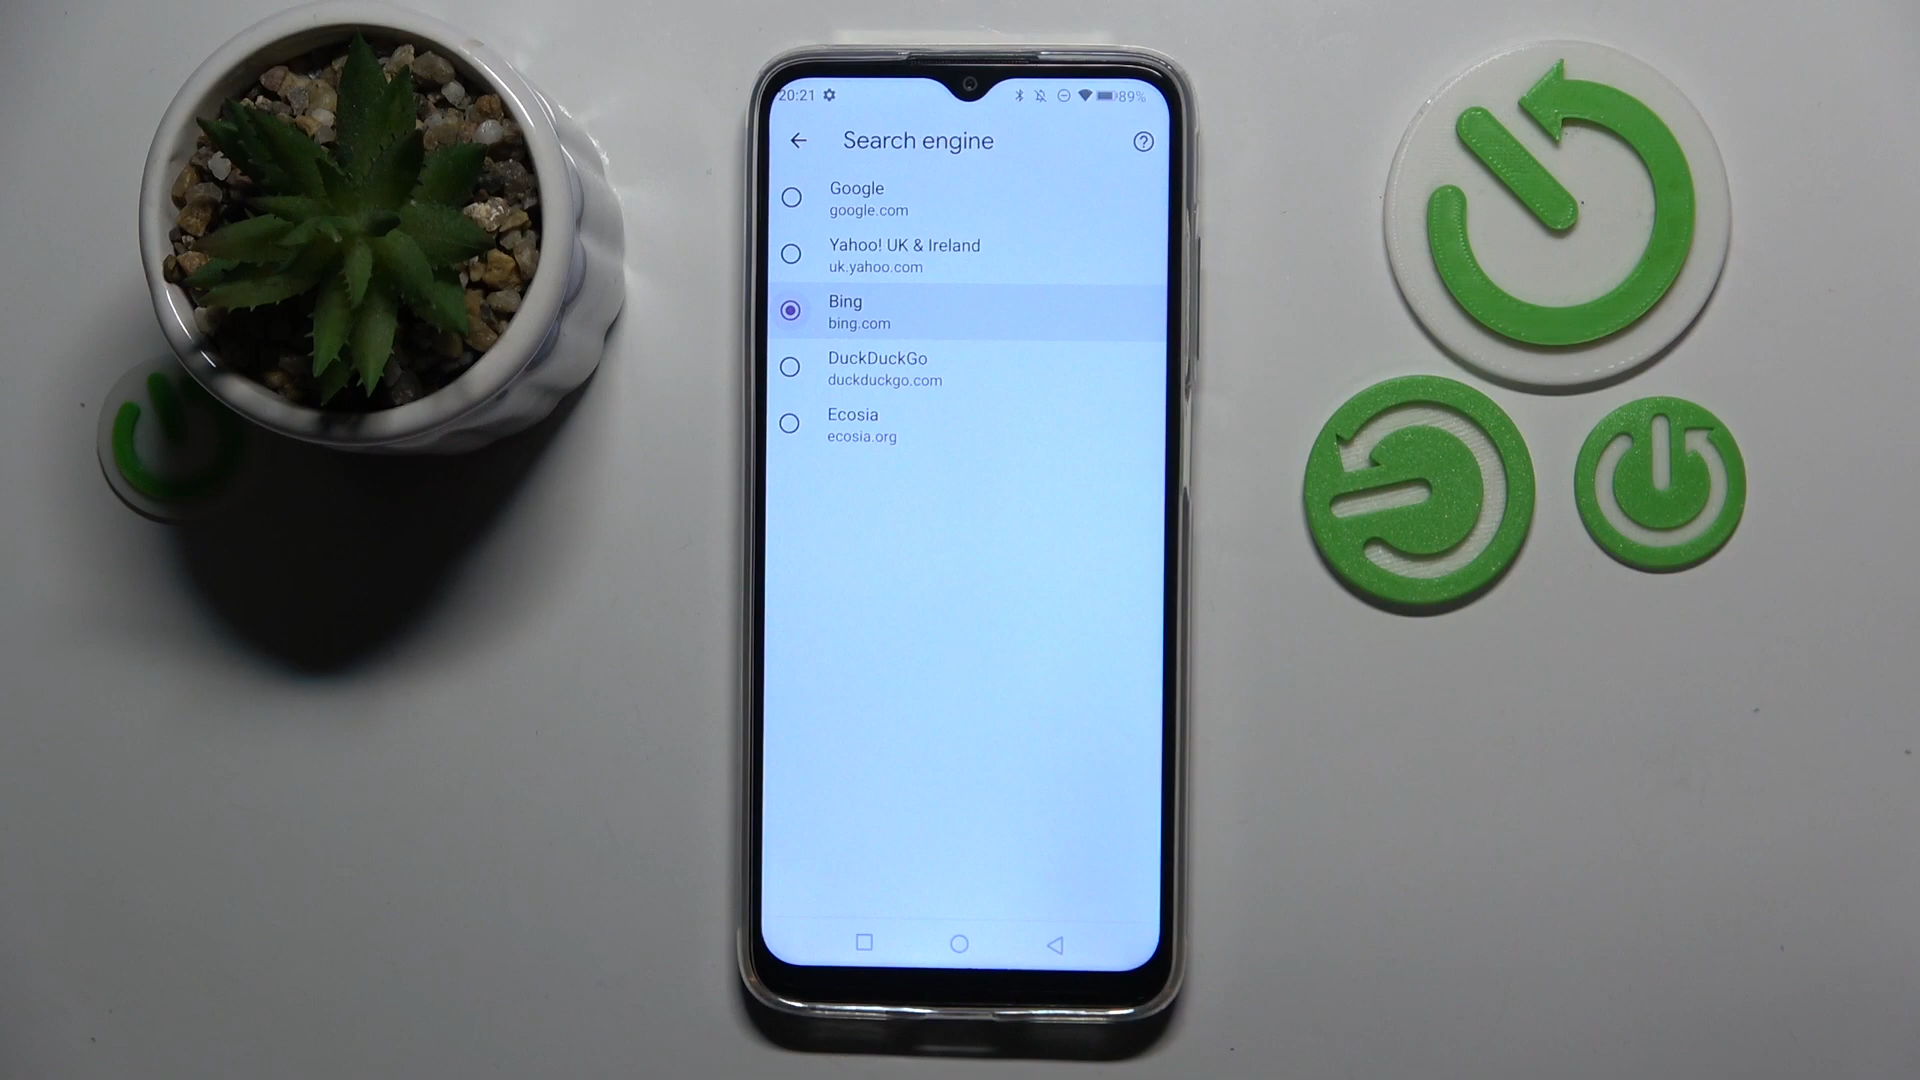 20:21
89%
Search engine
Google
google.com
Yahoo! UK & Ireland
uk.yahoo.com
Bing
bing.com
DuckDuckGo
duckduckgo.com
Ecosia
ecosia.org